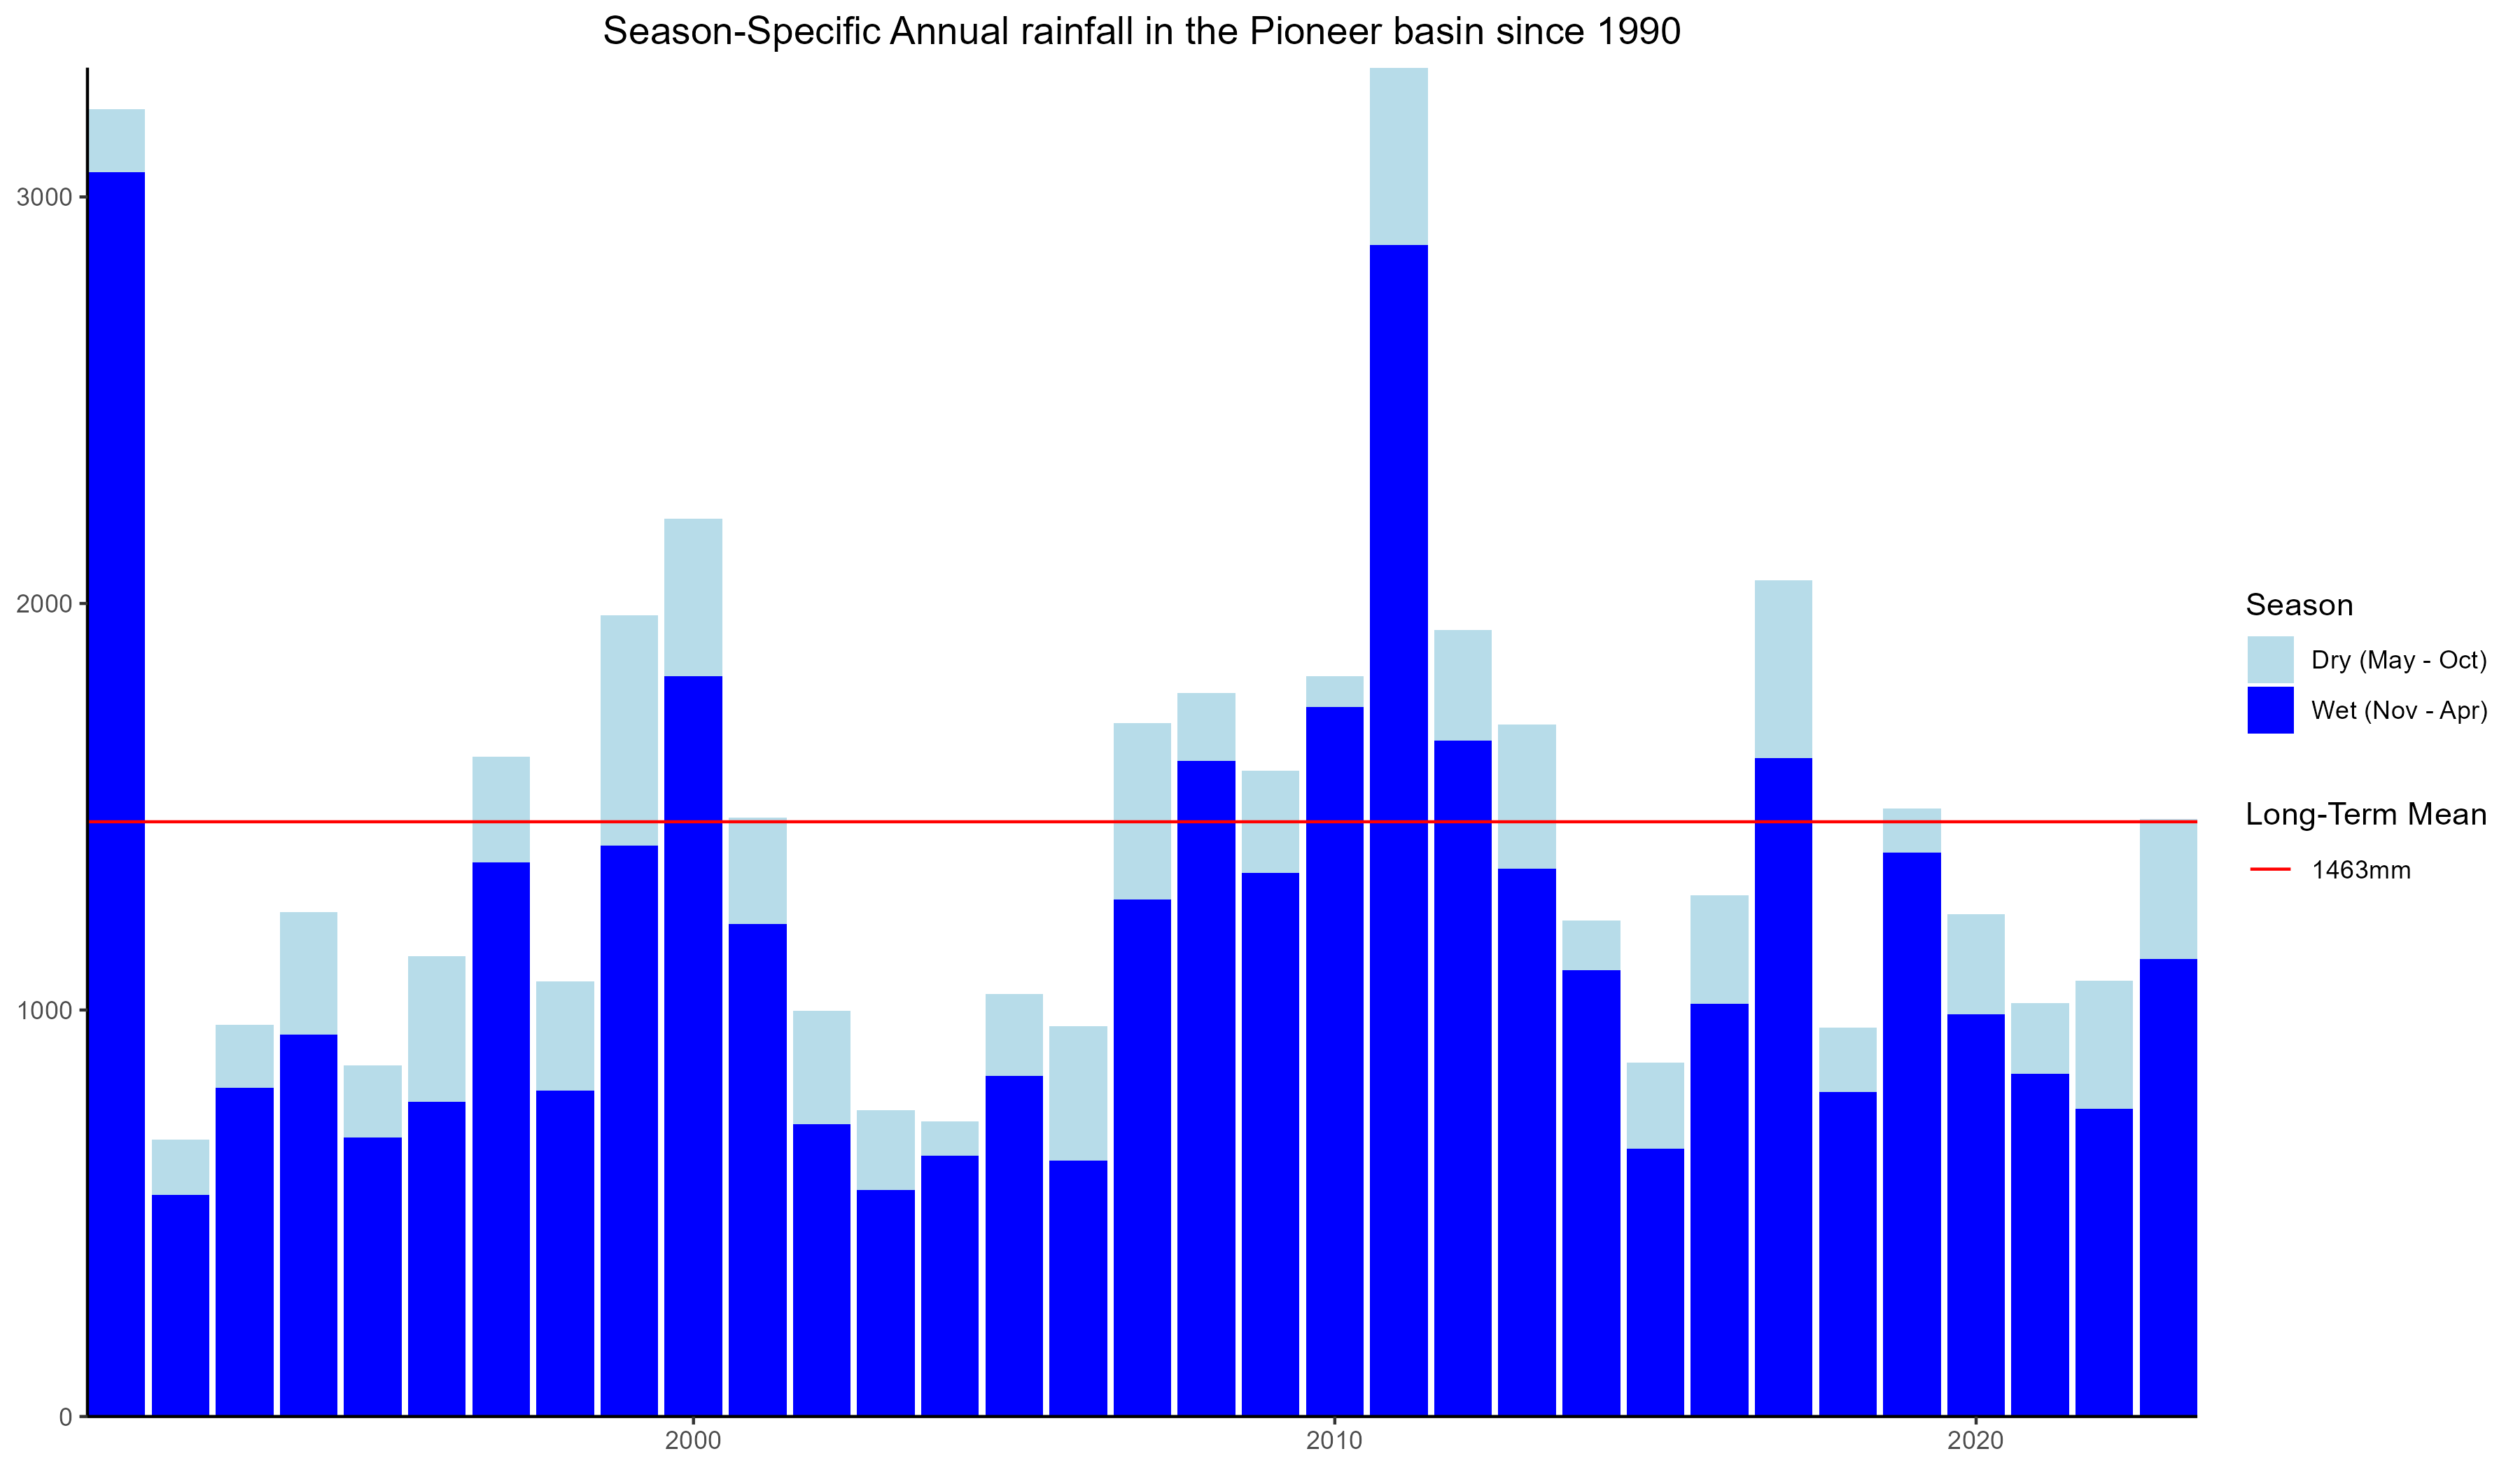 Season-Specific Annual rainfall in the Pioneer basin since 1990
3000
2000
1000
0
2000
2010
2020
Season
Dry (May - Oct)
Wet (Nov - Apr)
Long-Term Mean
1463mm